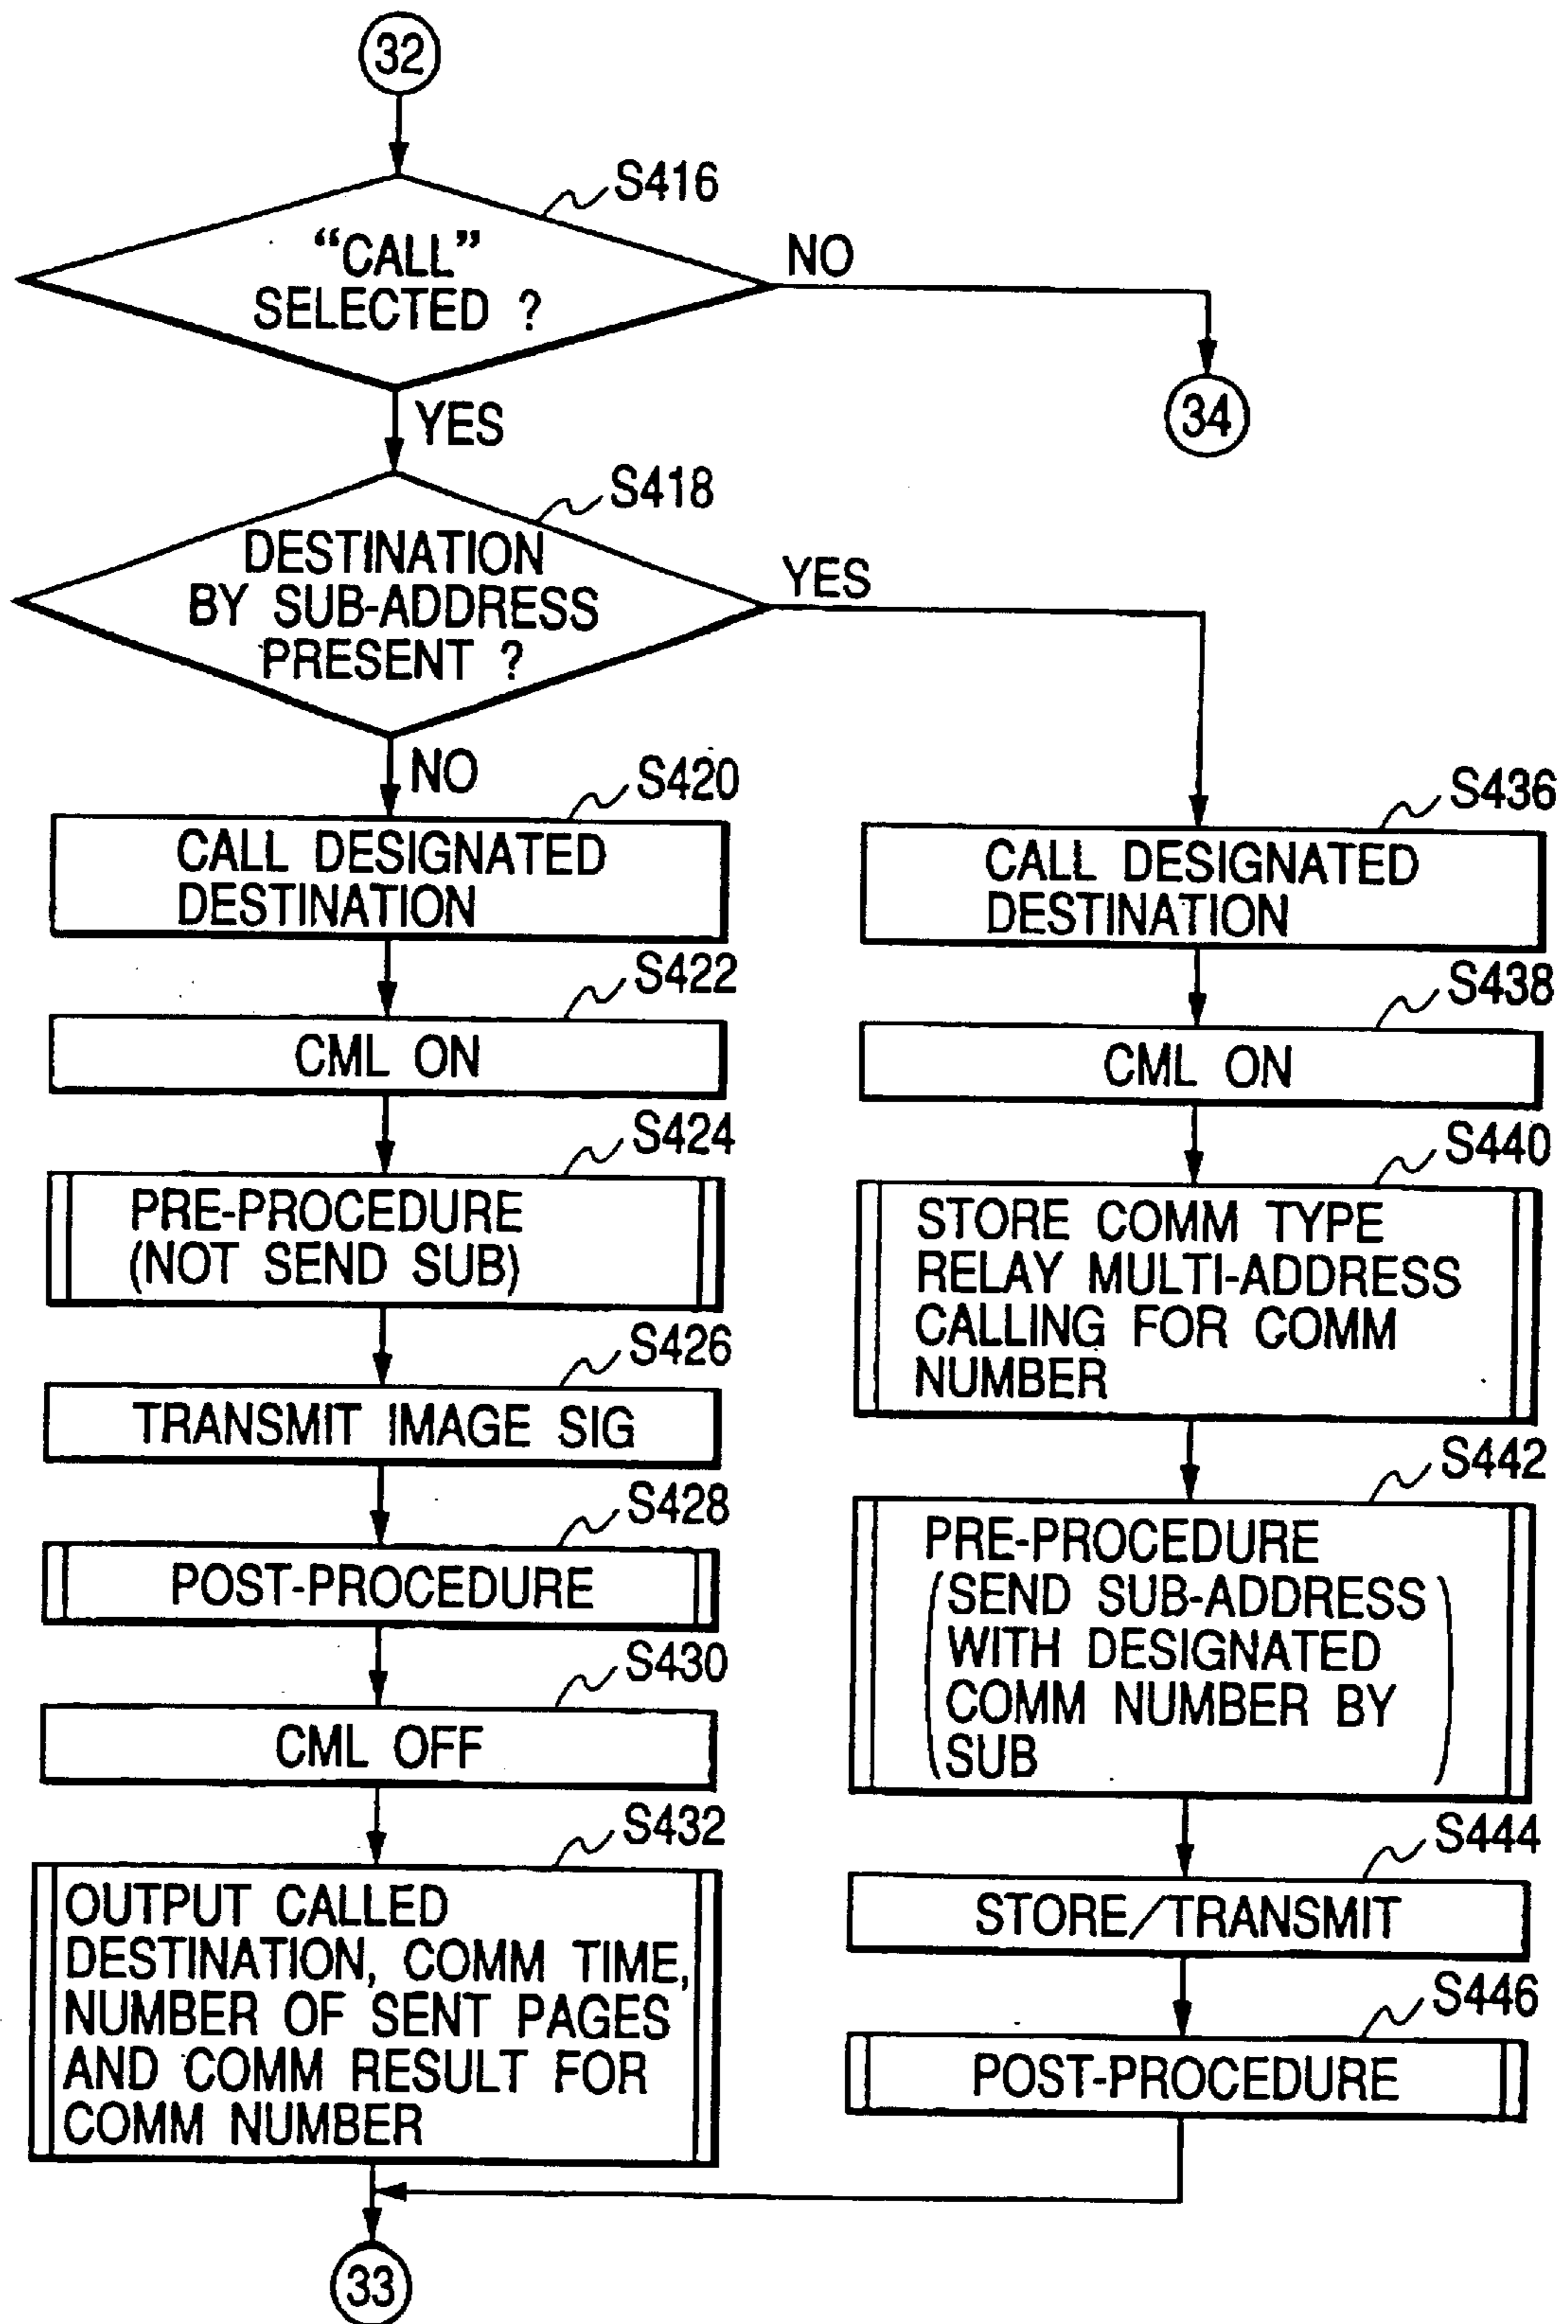 32
S416
“CALL”
SELECTED ?
NO
34
YES
S418
DESTINATION
BY SUB-ADDRESS
PRESENT ?
YES
NO
S420
CALL DESIGNATED
DESTINATION
S422
CML ON
S424
PRE-PROCEDURE
(NOT SEND SUB)
S426
TRANSMIT IMAGE SIG
S428
POST-PROCEDURE
S430
CML OFF
S432
OUTPUT CALLED
DESTINATION, COMM TIME,
NUMBER OF SENT PAGES
AND COMM RESULT FOR
COMM NUMBER
S436
CALL DESIGNATED
DESTINATION
S438
CML ON
S440
STORE COMM TYPE
RELAY MULTI-ADDRESS
CALLING FOR COMM
NUMBER
S442
PRE-PROCEDURE
(SEND SUB-ADDRESS
WITH DESIGNATED
COMM NUMBER BY
SUB)
S444
STORE/TRANSMIT
S446
POST-PROCEDURE
33